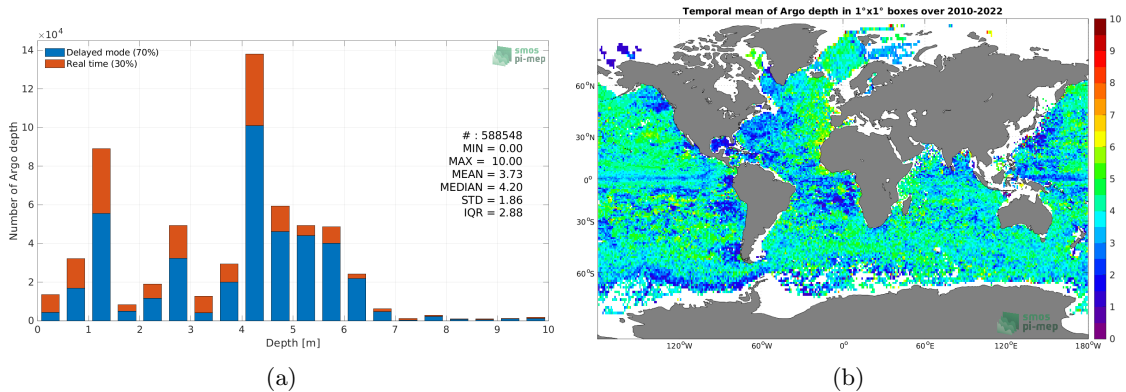 ×10⁴
14
12
10
8
6
4
2
0
Number of Argo depth
Delayed mode (70%)
Real time (30%)
smos
pi-mep
# : 588548
MIN = 0.00
MAX = 10.00
MEAN = 3.73
MEDIAN = 4.20
STD = 1.86
IQR = 2.88
0 1 2 3 4 5 6 7 8 9 10
Depth [m]
(a)
Temporal mean of Argo depth in 1°x1° boxes over 2010-2022
60°N
30°N
0°
30°S
60°S
120°W 60°W 0° 60°E 120°E 180°W
smos
pi-mep
10
9
8
7
6
5
4
3
2
1
0
(b)